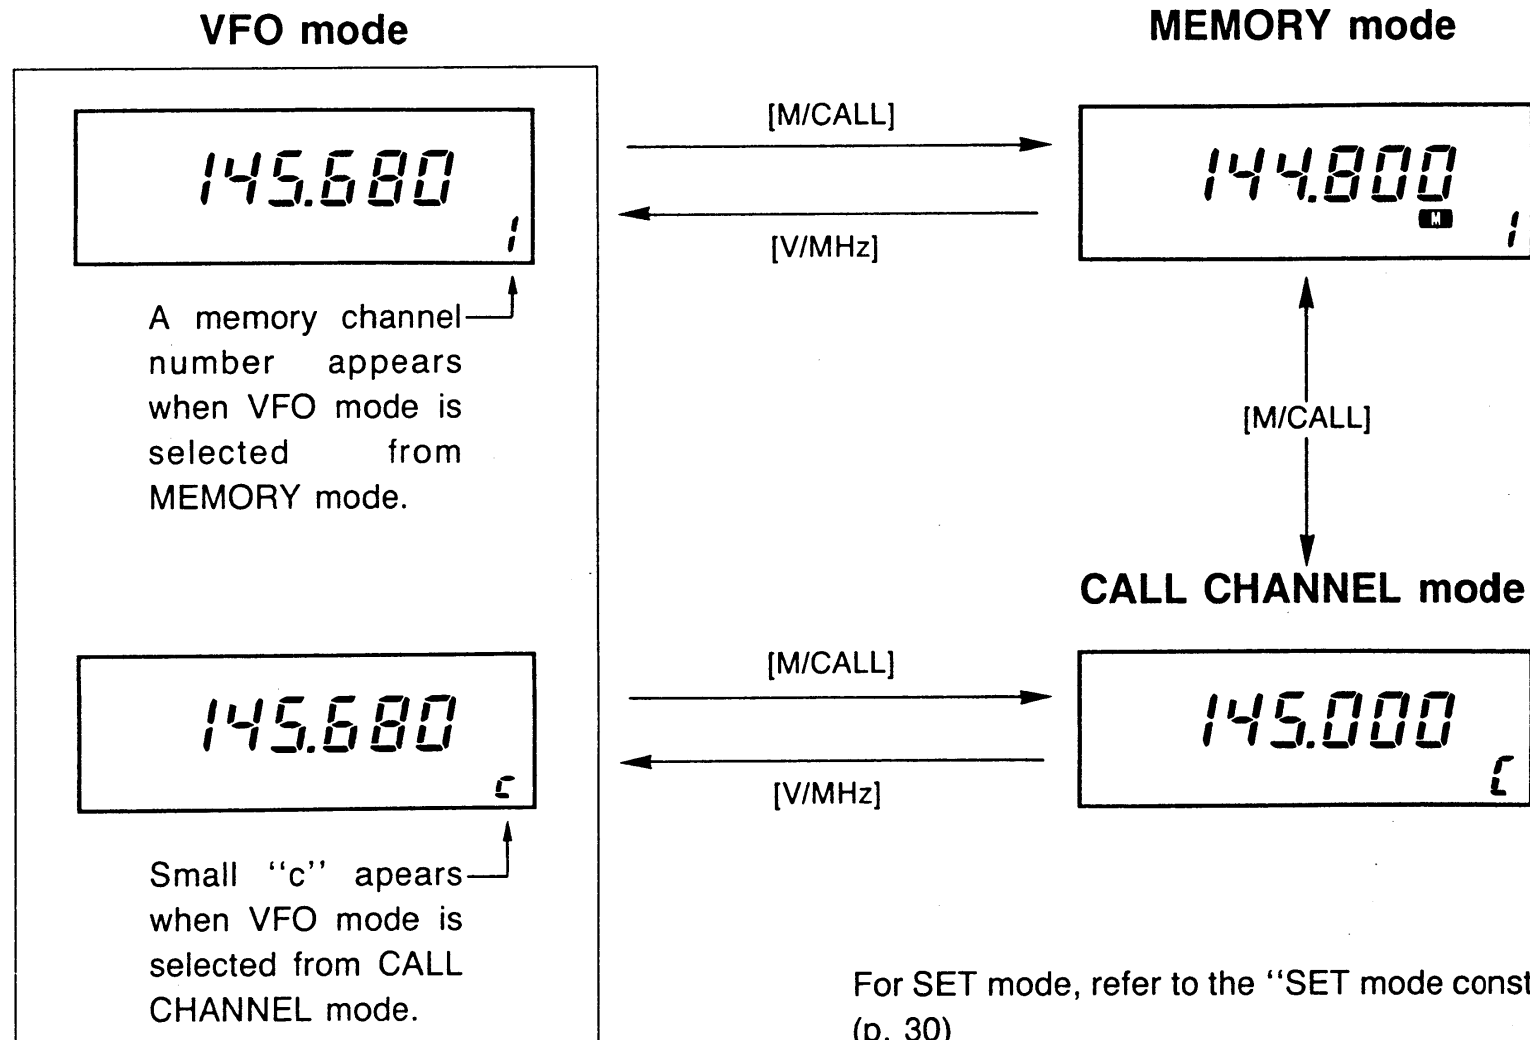 VFO mode
MEMORY mode
145.680
1
[M/CALL]
[V/MHz]
144.800
M
1
A memory channel
number appears
when VFO mode is
selected from
MEMORY mode.
[M/CALL]
CALL CHANNEL mode
145.680
c
[M/CALL]
[V/MHz]
145.000
C
Small ‘‘c’’ apears
when VFO mode is
selected from CALL
CHANNEL mode.
For SET mode, refer to the ‘‘SET mode const
(p. 30)